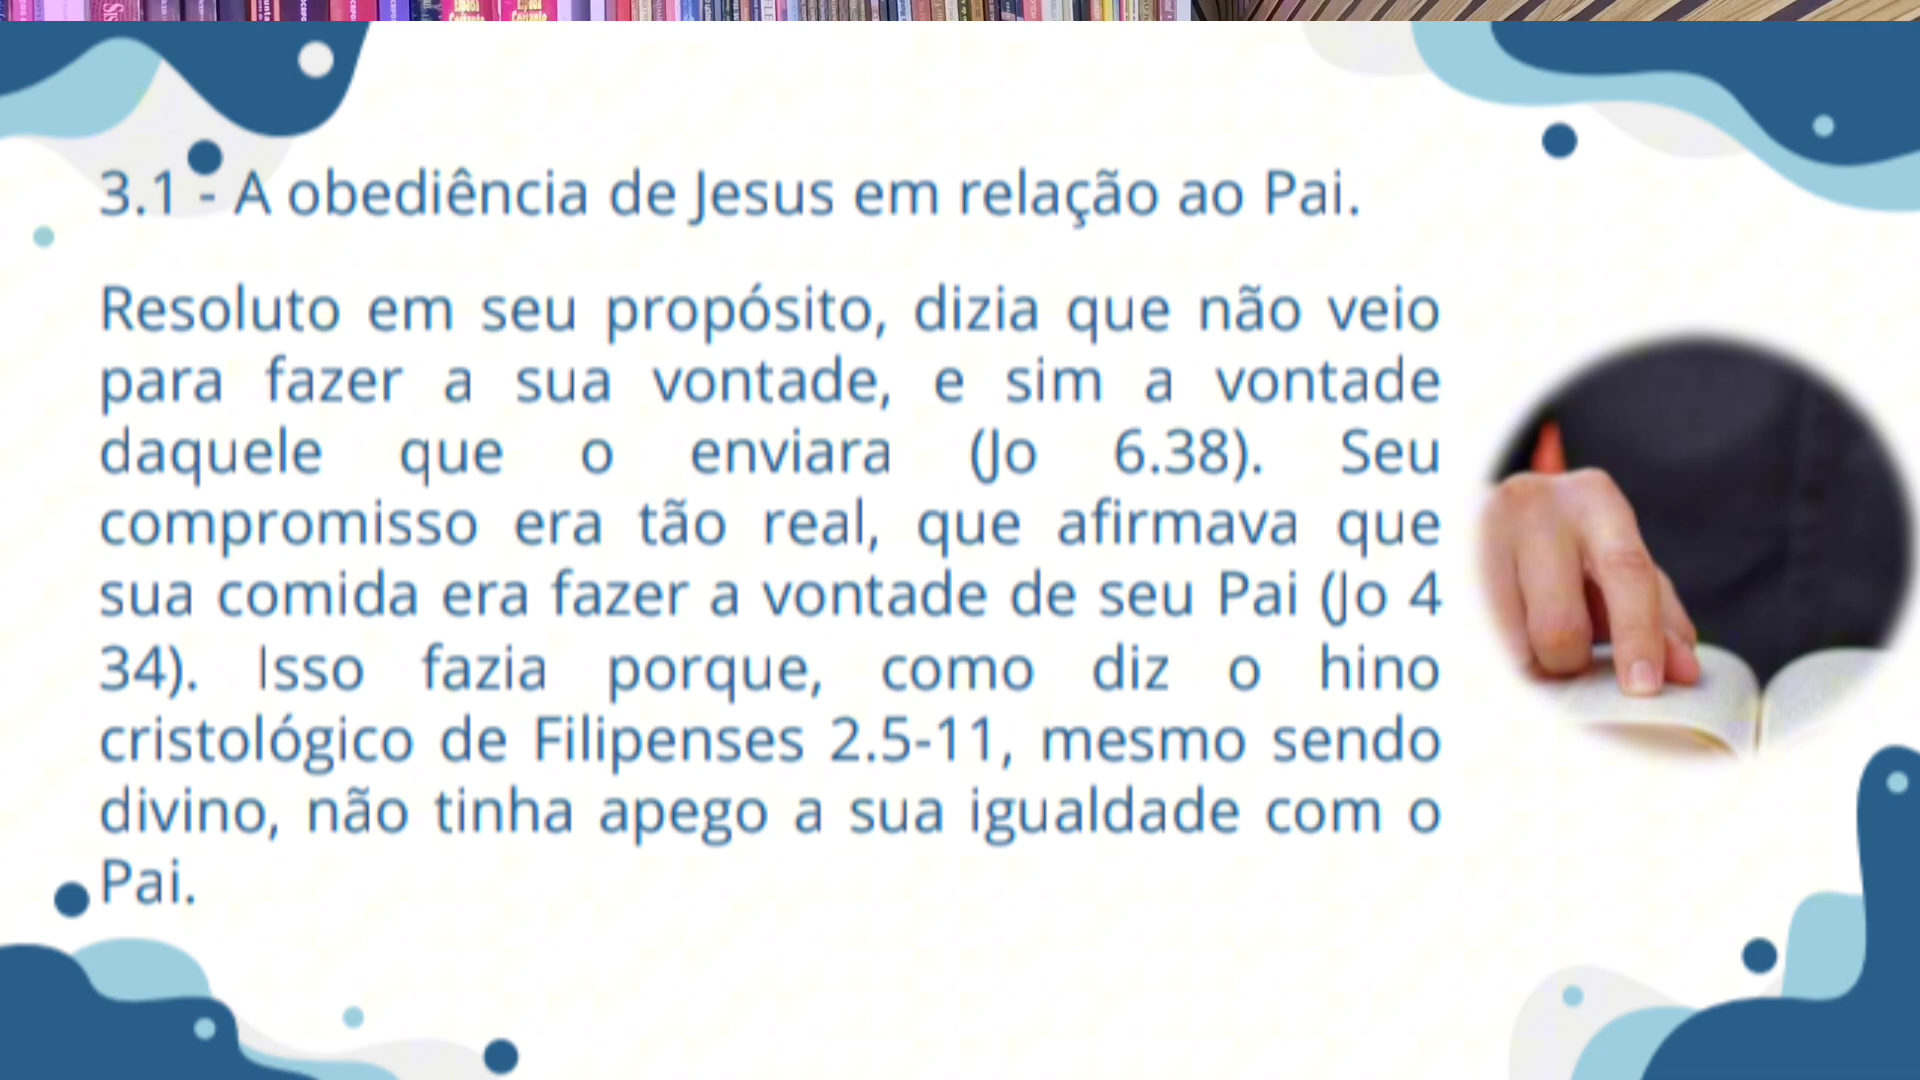 3.1 - A obediência de Jesus em relação ao Pai.
Resoluto em seu propósito, dizia que não veio
para fazer a sua vontade, e sim a vontade
daquele que o enviara (Jo 6.38). Seu
compromisso era tão real, que afirmava que
sua comida era fazer a vontade de seu Pai (Jo 4
34). Isso fazia porque, como diz o hino
cristológico de Filipenses 2.5-11, mesmo sendo
divino, não tinha apego a sua igualdade com o
Pai.